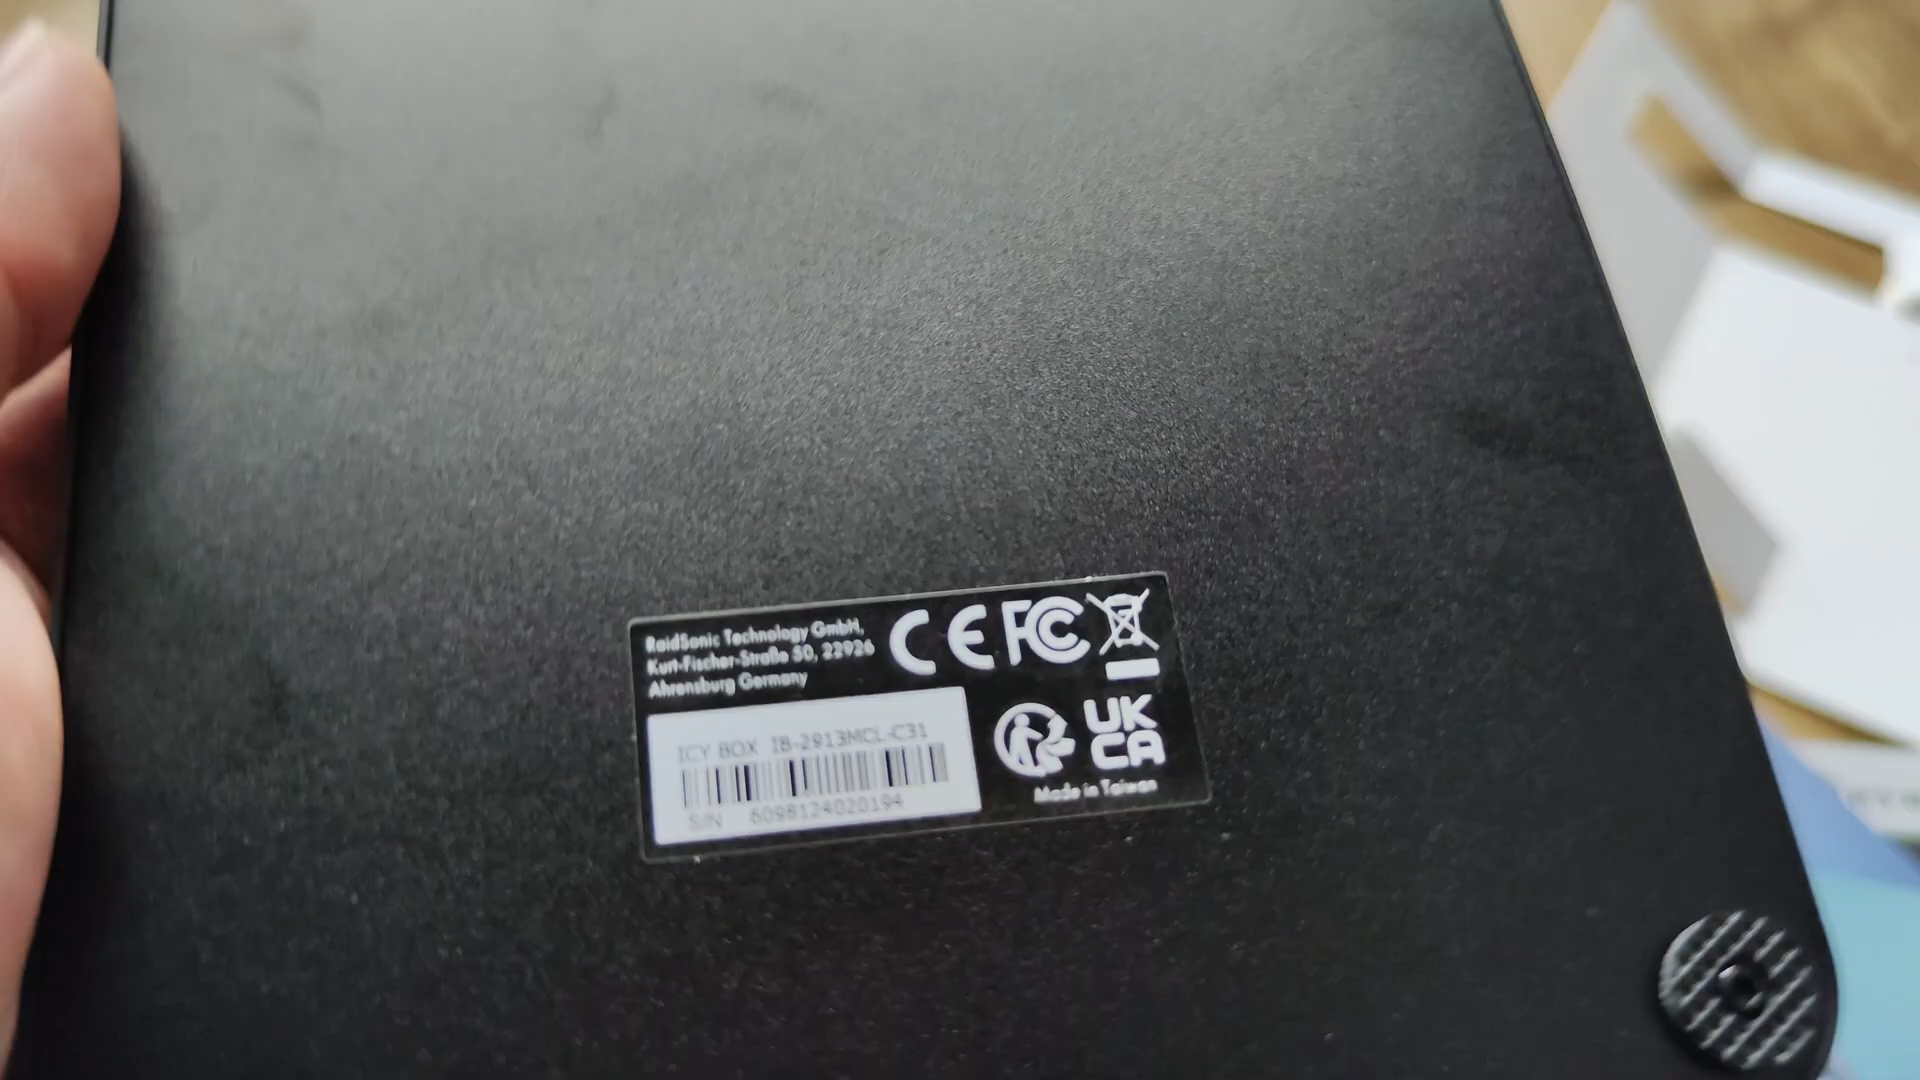 RaidSonic Technology GmbH,
Kurt-Fischer-Straße 50, 22926
Ahrensburg Germany
CE FC
ICY BOX IB-2913MCL-C31
S/N 6098124020194
UK
CA
Made in Taiwan